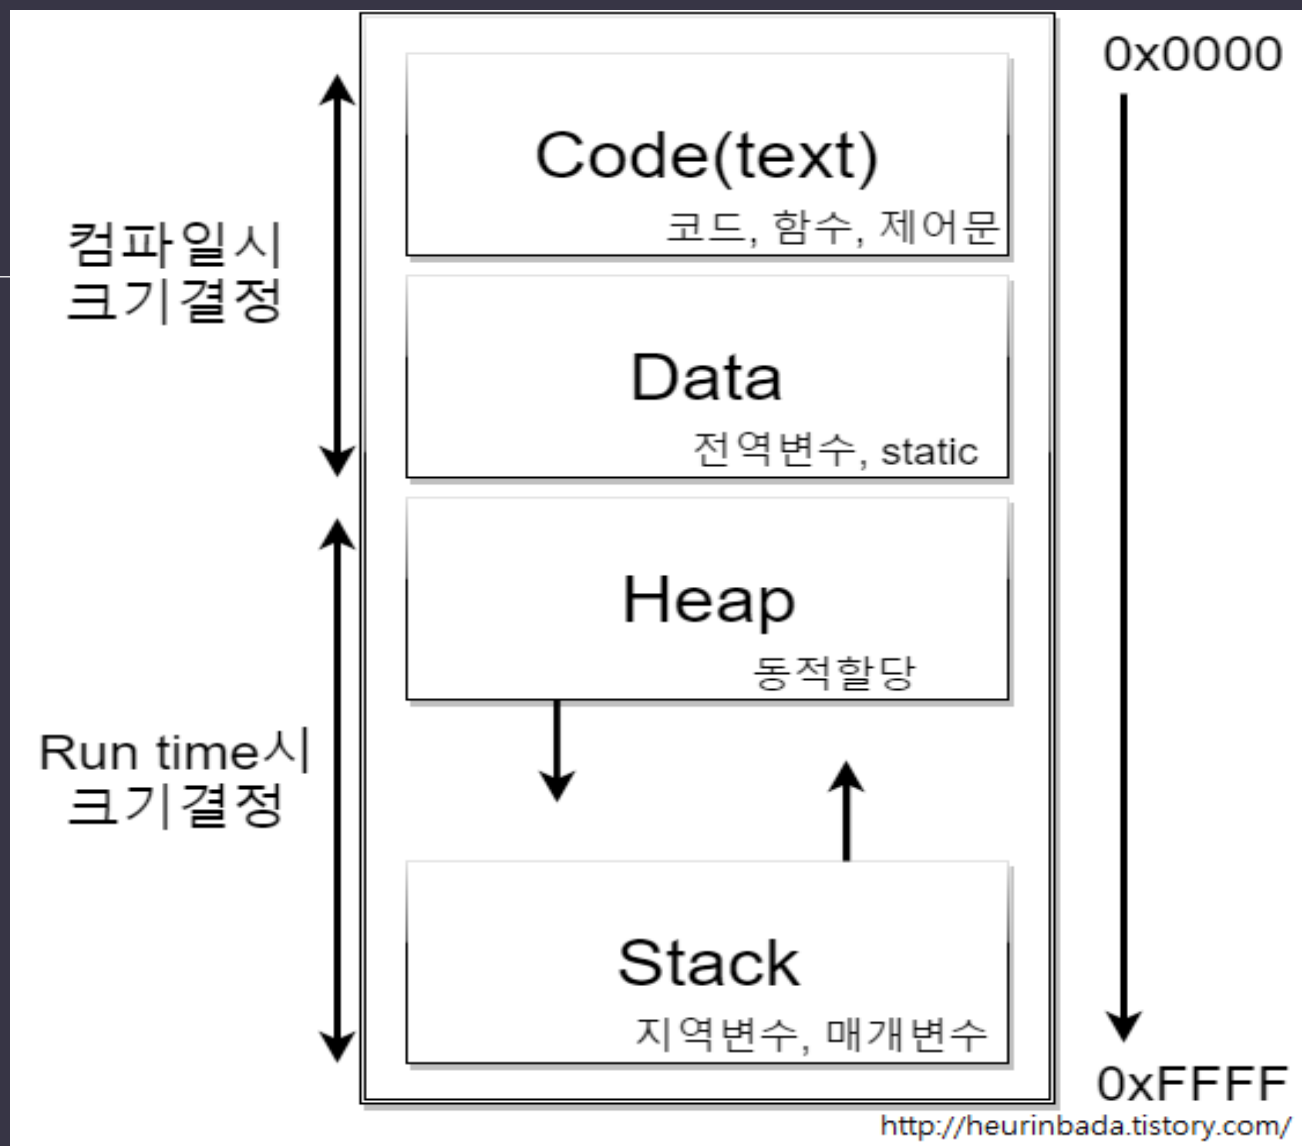 0x0000
Code(text)
코드, 함수, 제어문
컴파일시
크기결정
Data
전역변수, static
Heap
동적할당
Run time시
크기결정
Stack
지역변수, 매개변수
0xFFFF
http://heurinbada.tistory.com/